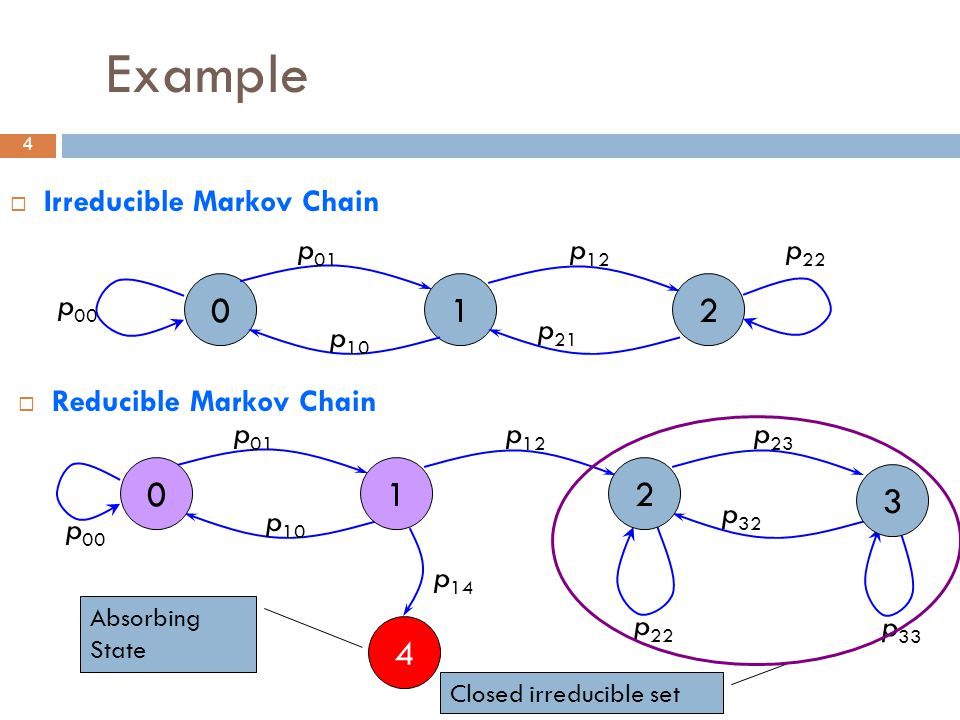 Example
4
□ Irreducible Markov Chain
p01 p12 p22
p00 0 1 2
p10 p21
□ Reducible Markov Chain
p01 p12 p23
0 1 2 3
p00 p10 p32
p14
Absorbing
State
4
p22 p33
Closed irreducible set